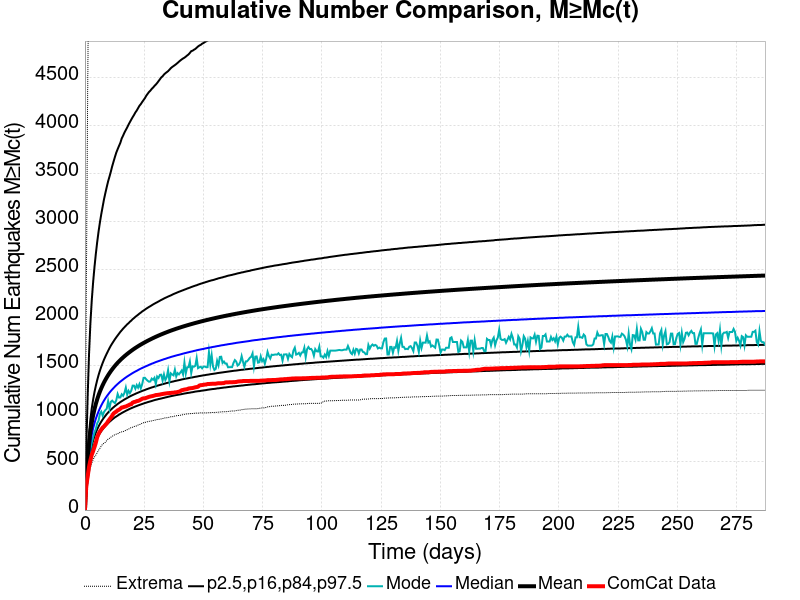 Cumulative Number Comparison, M≥Mc(t)
Cumulative Num Earthquakes M≥Mc(t)
4500
4000
3500
3000
2500
2000
1500
1000
500
0
0 25 50 75 100 125 150 175 200 225 250 275
Time (days)
Extrema p2.5,p16,p84,p97.5 Mode Median Mean ComCat Data